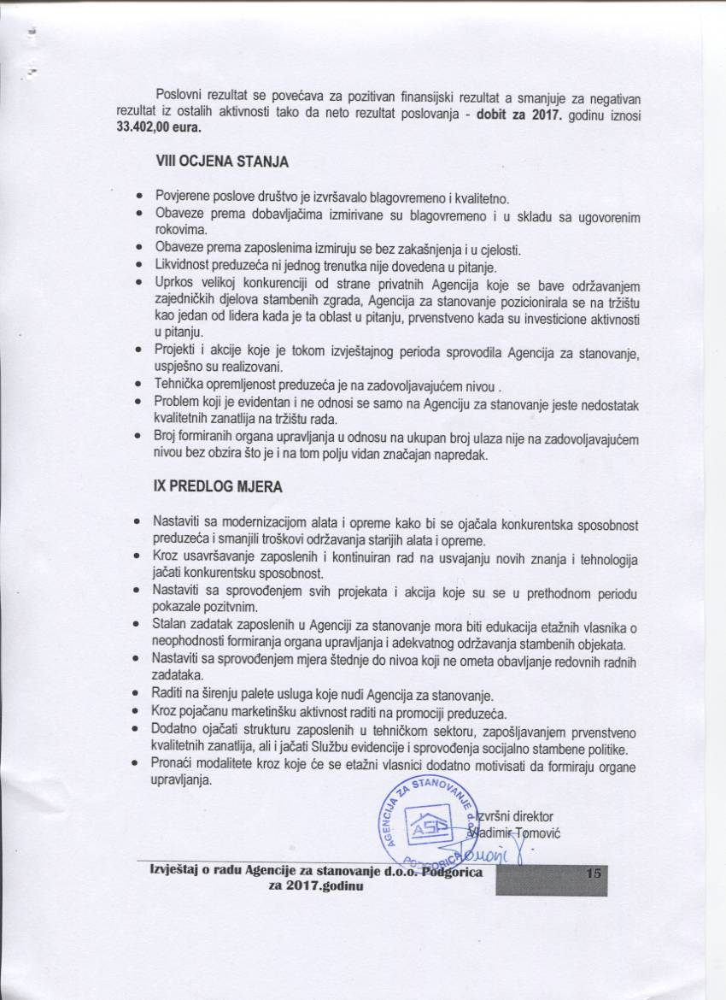 Poslovni rezultat se povećava za pozitivan finansijski rezultat a smanjuje za negativan
rezultat iz ostalih aktivnosti tako da neto rezultat poslovanja - dobit za 2017. godinu iznosi
33.402,00 eura.
VIII OCJENA STANJA
• Povjerene poslove društvo je izvršavalo blagovremeno i kvalitetno.
• Obaveze prema dobavljačima izmirivane su blagovremeno i u skladu sa ugovorenim
rokovima.
• Obaveze prema zaposlenima izmiruju se bez zakašnjenja i u cjelosti.
• Likvidnost preduzeća ni jednog trenutka nije dovedena u pitanje.
• Uprkos velikoj konkurenciji od strane privatnih Agencija koje se bave održavanjem
zajedničkih djelova stambenih zgrada, Agencija za stanovanje pozicionirala se na tržištu
kao jedan od lidera kada je ta oblast u pitanju, prvenstveno kada su investicione aktivnosti
u pitanju.
• Projekti i akcije koje je tokom izvještajnog perioda sprovodila Agencija za stanovanje,
uspješno su realizovani.
• Tehnička opremljenost preduzeća je na zadovoljavajućem nivou .
• Problem koji je evidentan i ne odnosi se samo na Agenciju za stanovanje jeste nedostatak
kvalitetnih zanatlija na tržištu rada.
• Broj formiranih organa upravljanja u odnosu na ukupan broj ulaza nije na zadovoljavajućem
nivou bez obzira što je i na tom polju vidan značajan napredak.
IX PREDLOG MJERA
• Nastaviti sa modernizacijom alata i opreme kako bi se ojačala konkurentska sposobnost
preduzeća i smanjili troškovi održavanja starijih alata i opreme.
• Kroz usavršavanje zaposlenih i kontinuiran rad na usvajanju novih znanja i tehnologija
jačati konkurentsku sposobnost.
• Nastaviti sa sprovođenjem svih projekata i akcija koje su se u prethodnom periodu
pokazale pozitvnim.
• Stalan zadatak zaposlenih u Agenciji za stanovanje mora biti edukacija etažnih vlasnika o
neophodnosti formiranja organa upravljanja i adekvatnog održavanja stambenih objekata.
• Nastaviti sa sprovođenjem mjera štednje do nivoa koji ne ometa obavljanje redovnih radnih
zadataka.
• Raditi na širenju palete usluga koje nudi Agencija za stanovanje.
• Kroz pojačanu marketinšku aktivnost raditi na promociji preduzeća.
• Dodatno ojačati strukturu zaposlenih u tehničkom sektoru, zapošljavanjem prvenstveno
kvalitetnih zanatlija, ali i jačati Službu evidencije i sprovođenja socijalno stambene politike.
• Pronaći modalitete kroz koje će se etažni vlasnici dodatno motivisati da formiraju organe
upravljanja.
AGENCIJA ZA STANOVANJE d.o.o.
ASP
PODGORICA
Izvršni direktor
Vladimir Tomović
Izvještaj o radu Agencije za stanovanje d.o.o. Podgorica
za 2017.godinu
15